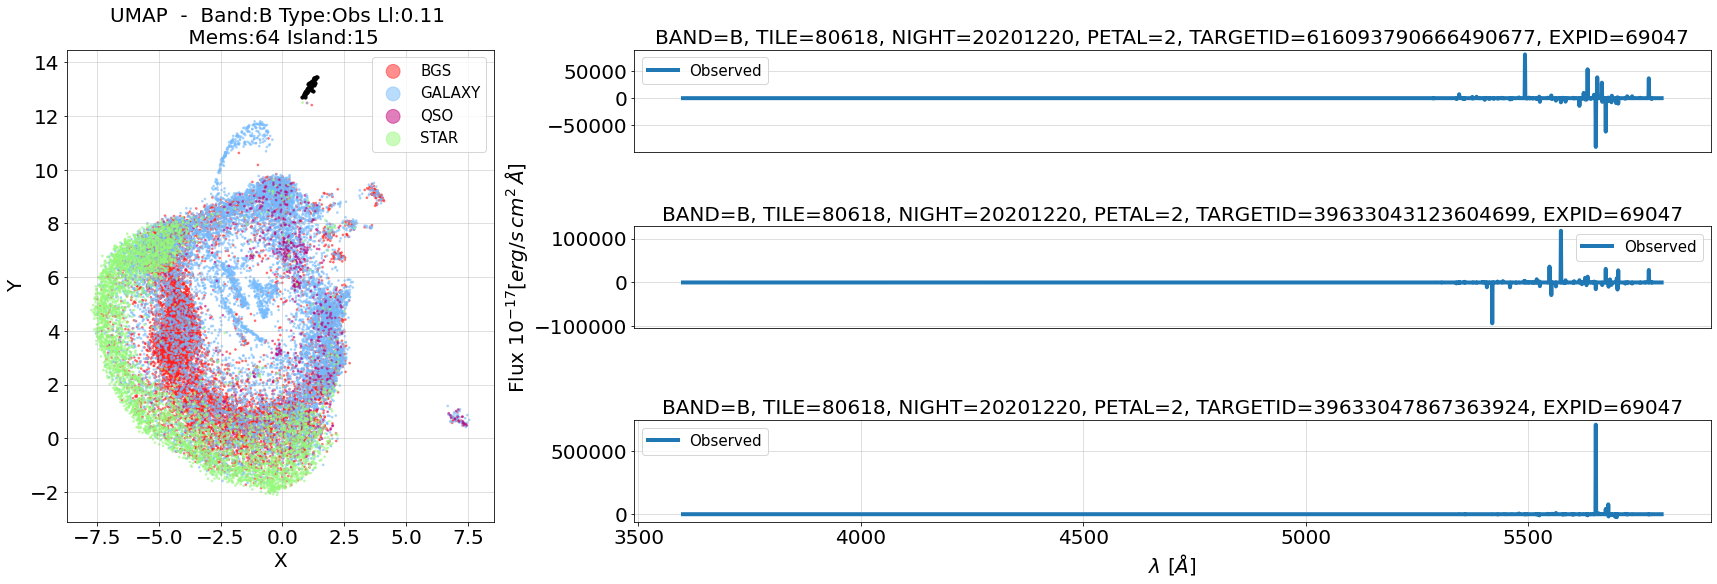 UMAP - Band:B Type:Obs Ll:0.11
Mems:64 Island:15
14
12
10
8
6
4
2
0
−2
Y
−7.5 −5.0 −2.5 0.0 2.5 5.0 7.5
X
BGS
GALAXY
QSO
STAR
Flux 10⁻¹⁷[erg/s cm² Å]
BAND=B, TILE=80618, NIGHT=20201220, PETAL=2, TARGETID=616093790666490677, EXPID=69047
50000
0
−50000
Observed
BAND=B, TILE=80618, NIGHT=20201220, PETAL=2, TARGETID=39633043123604699, EXPID=69047
100000
0
−100000
Observed
BAND=B, TILE=80618, NIGHT=20201220, PETAL=2, TARGETID=39633047867363924, EXPID=69047
500000
0
Observed
3500 4000 4500 5000 5500
λ [Å]